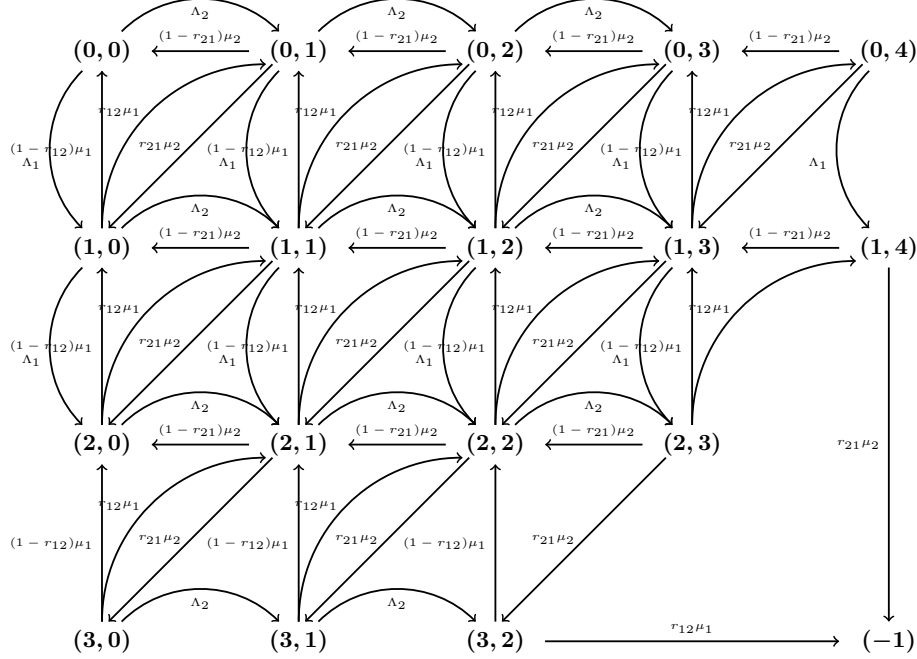 Λ₂ Λ₂ Λ₂
(1 − r₂₁)μ₂ (1 − r₂₁)μ₂ (1 − r₂₁)μ₂ (1 − r₂₁)μ₂
(0, 0) (0, 1) (0, 2) (0, 3) (0, 4)
r₁₂μ₁ r₁₂μ₁ r₁₂μ₁ r₁₂μ₁
(1 − r₁₂)μ₁ r₂₁μ₂ (1 − r₁₂)μ₁ r₂₁μ₂ (1 − r₁₂)μ₁ r₂₁μ₂ (1 − r₁₂)μ₁ r₂₁μ₂
Λ₁ Λ₁ Λ₁ Λ₁ Λ₁
Λ₂ Λ₂ Λ₂
(1 − r₂₁)μ₂ (1 − r₂₁)μ₂ (1 − r₂₁)μ₂ (1 − r₂₁)μ₂
(1, 0) (1, 1) (1, 2) (1, 3) (1, 4)
r₁₂μ₁ r₁₂μ₁ r₁₂μ₁ r₁₂μ₁
(1 − r₁₂)μ₁ r₂₁μ₂ (1 − r₁₂)μ₁ r₂₁μ₂ (1 − r₁₂)μ₁ r₂₁μ₂ (1 − r₁₂)μ₁
Λ₁ Λ₁ Λ₁ Λ₁
Λ₂ Λ₂ Λ₂
(1 − r₂₁)μ₂ (1 − r₂₁)μ₂ (1 − r₂₁)μ₂
(2, 0) (2, 1) (2, 2) (2, 3) r₂₁μ₂
r₁₂μ₁ r₁₂μ₁
(1 − r₁₂)μ₁ r₂₁μ₂ (1 − r₁₂)μ₁ r₂₁μ₂ (1 − r₁₂)μ₁ r₂₁μ₂
Λ₂ Λ₂
r₁₂μ₁
(3, 0) (3, 1) (3, 2) (−1)